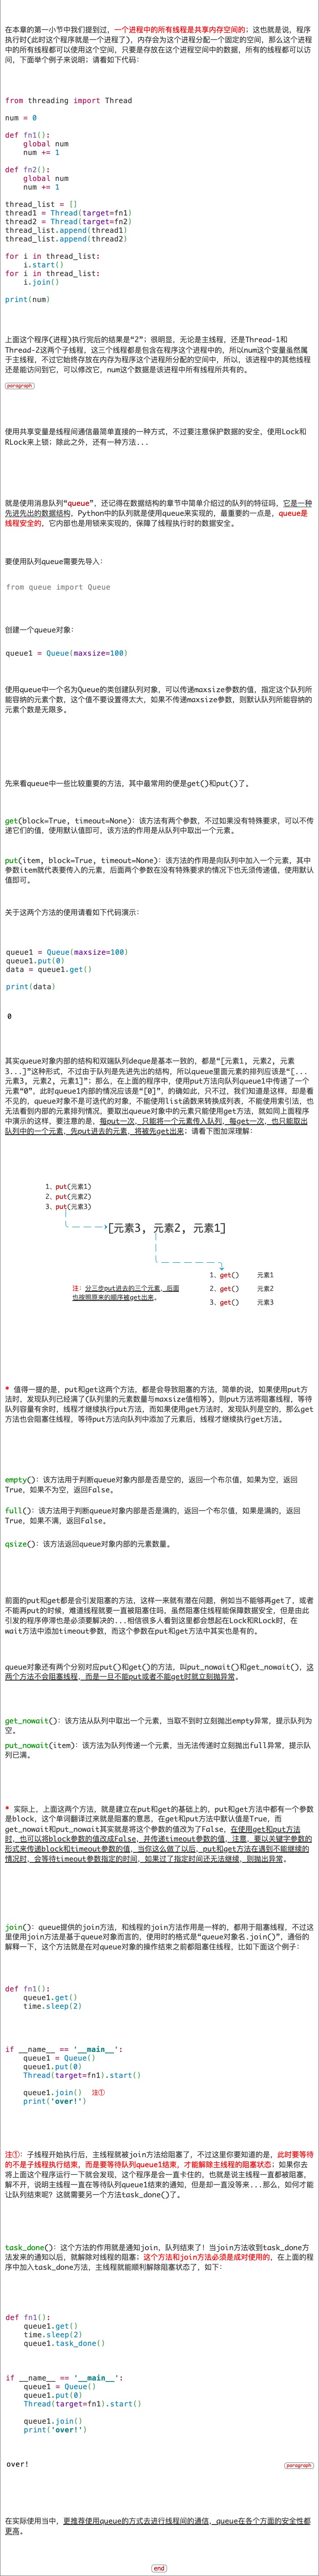 在本章的第一小节中我们提到过，一个进程中的所有线程是共享内存空间的；这也就是说，程序
执行时(此时这个程序就是一个进程了)，内存会为这个进程分配一个固定的空间，那么这个进程
中的所有线程都可以使用这个空间，只要是存放在这个进程空间中的数据，所有的线程都可以访
问，下面举个例子来说明；请看如下代码：
from threading import Thread
num = 0
def fn1():
    global num
    num += 1
def fn2():
    global num
    num += 1
thread_list = []
thread1 = Thread(target=fn1)
thread2 = Thread(target=fn2)
thread_list.append(thread1)
thread_list.append(thread2)
for i in thread_list:
    i.start()
for i in thread_list:
    i.join()
print(num)
上面这个程序(进程)执行完后的结果是“2”；很明显，无论是主线程，还是Thread-1和
Thread-2这两个子线程，这三个线程都是包含在程序这个进程中的，所以num这个变量虽然属
于主线程，不过它始终存放在内存为程序这个进程所分配的空间中，所以，该进程中的其他线程
还是能访问到它，可以修改它，num这个数据是该进程中所有线程所共有的。
paragraph
使用共享变量是线程间通信最简单直接的一种方式，不过要注意保护数据的安全，使用Lock和
RLock来上锁；除此之外，还有一种方法...
就是使用消息队列“queue”，还记得在数据结构的章节中简单介绍过的队列的特征吗，它是一种
先进先出的数据结构，Python中的队列就是使用queue来实现的，最重要的一点是，queue是
线程安全的，它内部也是用锁来实现的，保障了线程执行时的数据安全。
要使用队列queue需要先导入：
from queue import Queue
创建一个queue对象：
queue1 = Queue(maxsize=100)
使用queue中一个名为Queue的类创建队列对象，可以传递maxsize参数的值，指定这个队列所
能容纳的元素个数，这个值不要设置得太大，如果不传递maxsize参数，则默认队列所能容纳的
元素个数是无限多。
先来看queue中一些比较重要的方法，其中最常用的便是get()和put()了。
get(block=True, timeout=None)：该方法有两个参数，不过如果没有特殊要求，可以不传
递它们的值，使用默认值即可，该方法的作用是从队列中取出一个元素。
put(item, block=True, timeout=None)：该方法的作用是向队列中加入一个元素，其中
参数item就代表要传入的元素，后面两个参数在没有特殊要求的情况下也无须传递值，使用默
认值即可。
关于这两个方法的使用请看如下代码演示：
queue1 = Queue(maxsize=100)
queue1.put(0)
data = queue1.get()
print(data)
0
其实queue对象内部的结构和双端队列deque是基本一致的，都是“[元素1, 元素2, 元素
3...]”这种形式，不过由于队列是先进先出的结构，所以queue里面元素的排列应该是“[...
元素3, 元素2, 元素1]”；那么，在上面的程序中，使用put方法向队列queue1中传递了一个
元素“0”，此时queue1内部的情况应该是“[0]”，的确如此，不过，我们知道是这样，却是看不
见的，queue对象不是可迭代的对象，不能使用list函数来转换成列表，不能使用索引法，也
无法看到内部的元素排列情况，要取出queue对象中的元素只能使用get方法，就如同上面程序
中演示的这样，要注意的是，每put一次，只能将一个元素传入队列，每get一次，也只能取出
队列中的一个元素，先put进去的元素，将被先get出来；请看下图加深理解：
1、put(元素1)
2、put(元素2)
3、put(元素3)
[元素3, 元素2, 元素1]
1、get() 元素1
注：分三步put进去的三个元素，后面 2、get() 元素2
也按照原来的顺序被get出来。 3、get() 元素3
* 值得一提的是，put和get这两个方法，都是会导致阻塞的方法，简单的说，如果使用put方
法时，发现队列已经满了(队列里的元素数量与maxsize值相等)，则put方法将阻塞线程，等待
队列容量有余时，线程才继续执行put方法，而如果使用get方法时，发现队列是空的，那么get
方法也会阻塞住线程，等待put方法向队列中添加了元素后，线程才继续执行get方法。
empty()：该方法用于判断queue对象内部是否是空的，返回一个布尔值，如果为空，返回
True，如果不为空，返回False。
full()：该方法用于判断queue对象内部是否是满的，返回一个布尔值，如果是满的，返回
True，如果不满，返回False。
qsize()：该方法返回queue对象内部的元素数量。
前面的put和get都是会引发阻塞的方法，这样一来就有潜在问题，例如当不能够再get了，或者
不能再put的时候，难道线程就要一直被阻塞住吗，虽然阻塞住线程能保障数据安全，但是由此
引发的程序停滞也是必须要解决的...相信很多人看到这里都会想起在Lock和RLock时，在
wait方法中添加timeout参数，而这个参数在put和get方法中其实也是有的。
queue对象还有两个分别对应put()和get()的方法，叫put_nowait()和get_nowait()，这
两个方法不会阻塞线程，而是一旦不能put或者不能get时就立刻抛异常。
get_nowait()：该方法从队列中取出一个元素，当取不到时立刻抛出empty异常，提示队列为
空。
put_nowait(item)：该方法为队列传递一个元素，当无法传递时立刻抛出full异常，提示队
列已满。
* 实际上，上面这两个方法，就是建立在put和get的基础上的，put和get方法中都有一个参数
是block，这个单词翻译过来就是阻塞的意思，在get和put方法中默认值是True，而
get_nowait和put_nowait其实就是将这个参数的值改为了False，在使用get和put方法
时，也可以将block参数的值改成False，并传递timeout参数的值，注意，要以关键字参数的
形式来传递block和timeout参数的值，当你这么做了以后，put和get方法在遇到不能继续的
情况时，会等待timeout参数指定的时间，如果过了指定时间还无法继续，则抛出异常。
join()：queue提供的join方法，和线程的join方法作用是一样的，都用于阻塞线程，不过这
里使用join方法是基于queue对象而言的，使用时的格式是“queue对象名.join()”，通俗的
解释一下，这个方法就是在对queue对象的操作结束之前都阻塞住线程，比如下面这个例子：
def fn1():
    queue1.get()
    time.sleep(2)
if __name__ == '__main__':
    queue1 = Queue()
    queue1.put(0)
    Thread(target=fn1).start()
    queue1.join() 注①
    print('over!')
注①：子线程开始执行后，主线程就被join方法给阻塞了，不过这里你要知道的是，此时要等待
的不是子线程执行结束，而是要等待队列queue1结束，才能解除主线程的阻塞状态；如果你去
将上面这个程序运行一下就会发现，这个程序是会一直卡住的，也就是说主线程一直都被阻塞，
解不开，说明主线程一直在等待队列queue1结束的通知，但是却一直没等来...那么，如何才能
让队列结束呢？这就需要另一个方法task_done()了。
task_done()：这个方法的作用就是通知join，队列结束了！当join方法收到task_done方
法发来的通知以后，就解除对线程的阻塞；这个方法和join方法必须是成对使用的，在上面的程
序中加入task_done方法，主线程就能顺利解除阻塞状态了，如下：
def fn1():
    queue1.get()
    time.sleep(2)
    queue1.task_done()
if __name__ == '__main__':
    queue1 = Queue()
    queue1.put(0)
    Thread(target=fn1).start()
    queue1.join()
    print('over!')
over!
paragraph
在实际使用当中，更推荐使用queue的方式去进行线程间的通信，queue在各个方面的安全性都
更高。
end